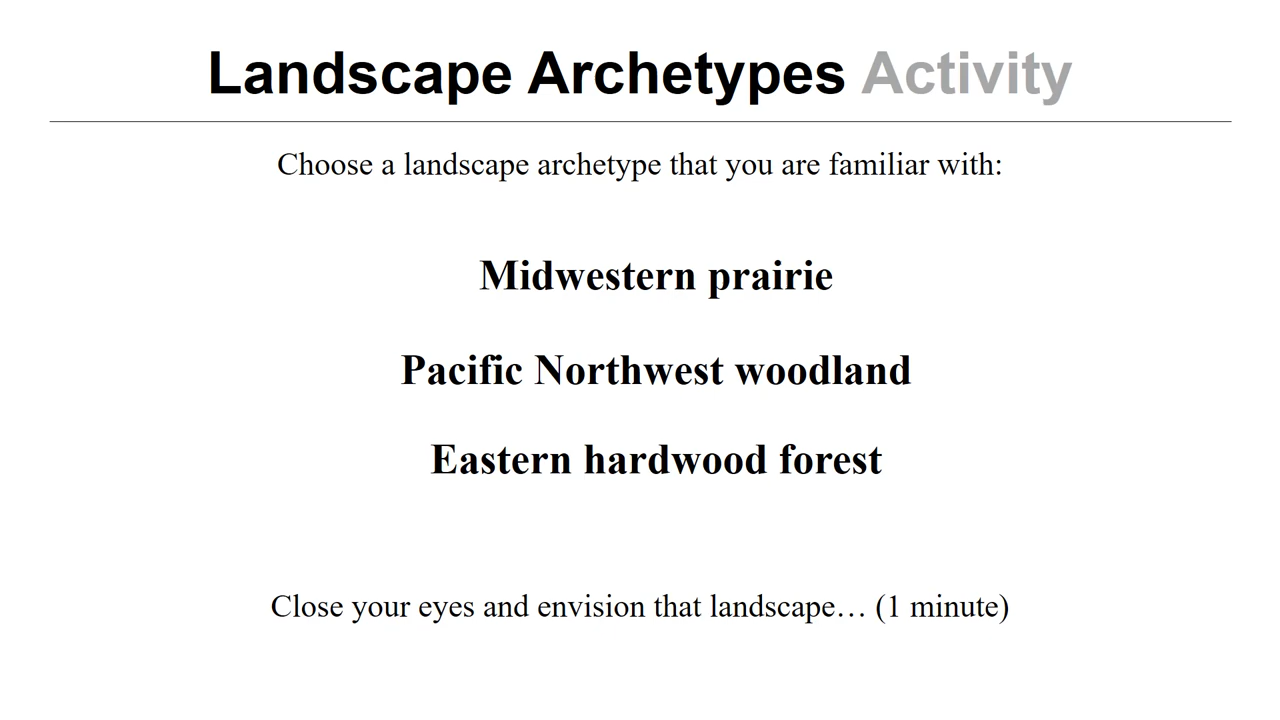 Landscape Archetypes Activity
Choose a landscape archetype that you are familiar with:
Midwestern prairie
Pacific Northwest woodland
Eastern hardwood forest
Close your eyes and envision that landscape… (1 minute)